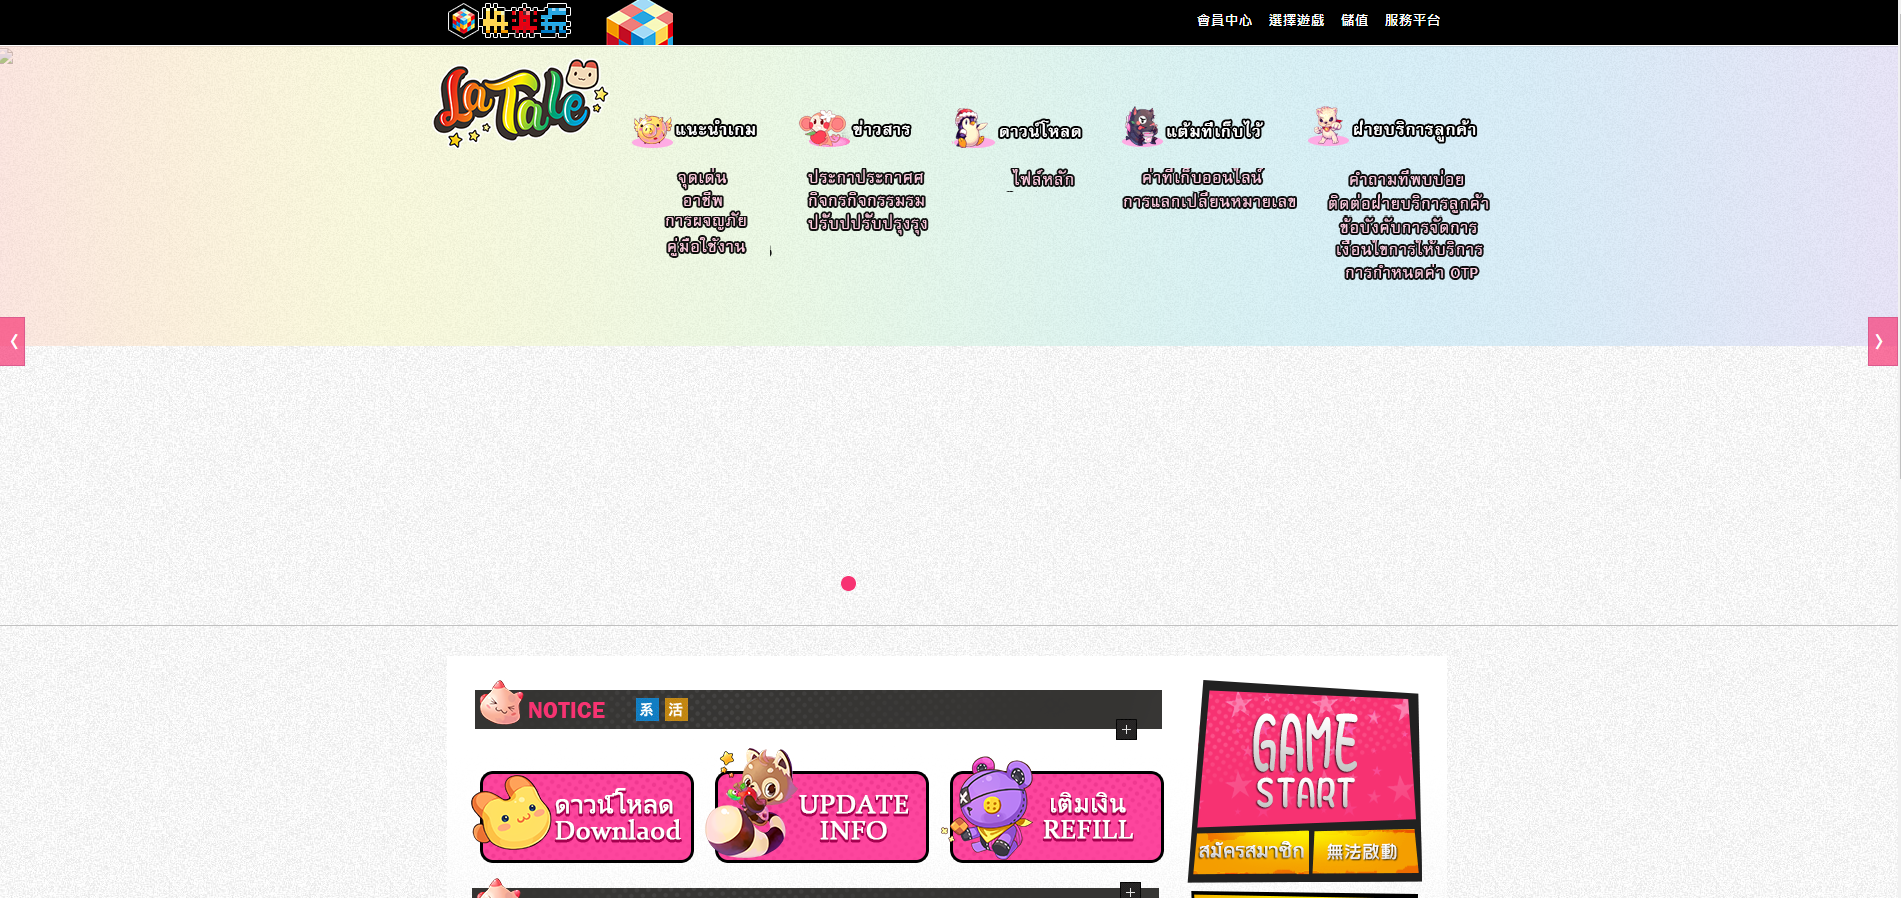 快樂玩
會員中心 選擇遊戲 儲值 服務平台
LaTale
แนะนำเกม ข่าวสาร ดาวน์โหลด แต้มที่เก็บไว้ ฝ่ายบริการลูกค้า
จุดเด่น
อาชีพ
การผจญภัย
คู่มือใช้งาน
ประกาประกาศศ
กิจกรกิจกรรมรม
ปรับปปรับปรุงรุง
ไฟล์หลัก
ค่าที่เก็บออนไลน์
การแลกเปลี่ยนหมายเลข
คำถามที่พบบ่อย
ติดต่อฝ่ายบริการลูกค้า
ข้อบังคับการจัดการ
เงื่อนไขการให้บริการ
การกำหนดค่า OTP
NOTICE 系 活
+
ดาวน์โหลด
Downlaod
UPDATE
INFO
เติมเงิน
REFILL
GAME
START
สมัครสมาชิก 無法啟動
+